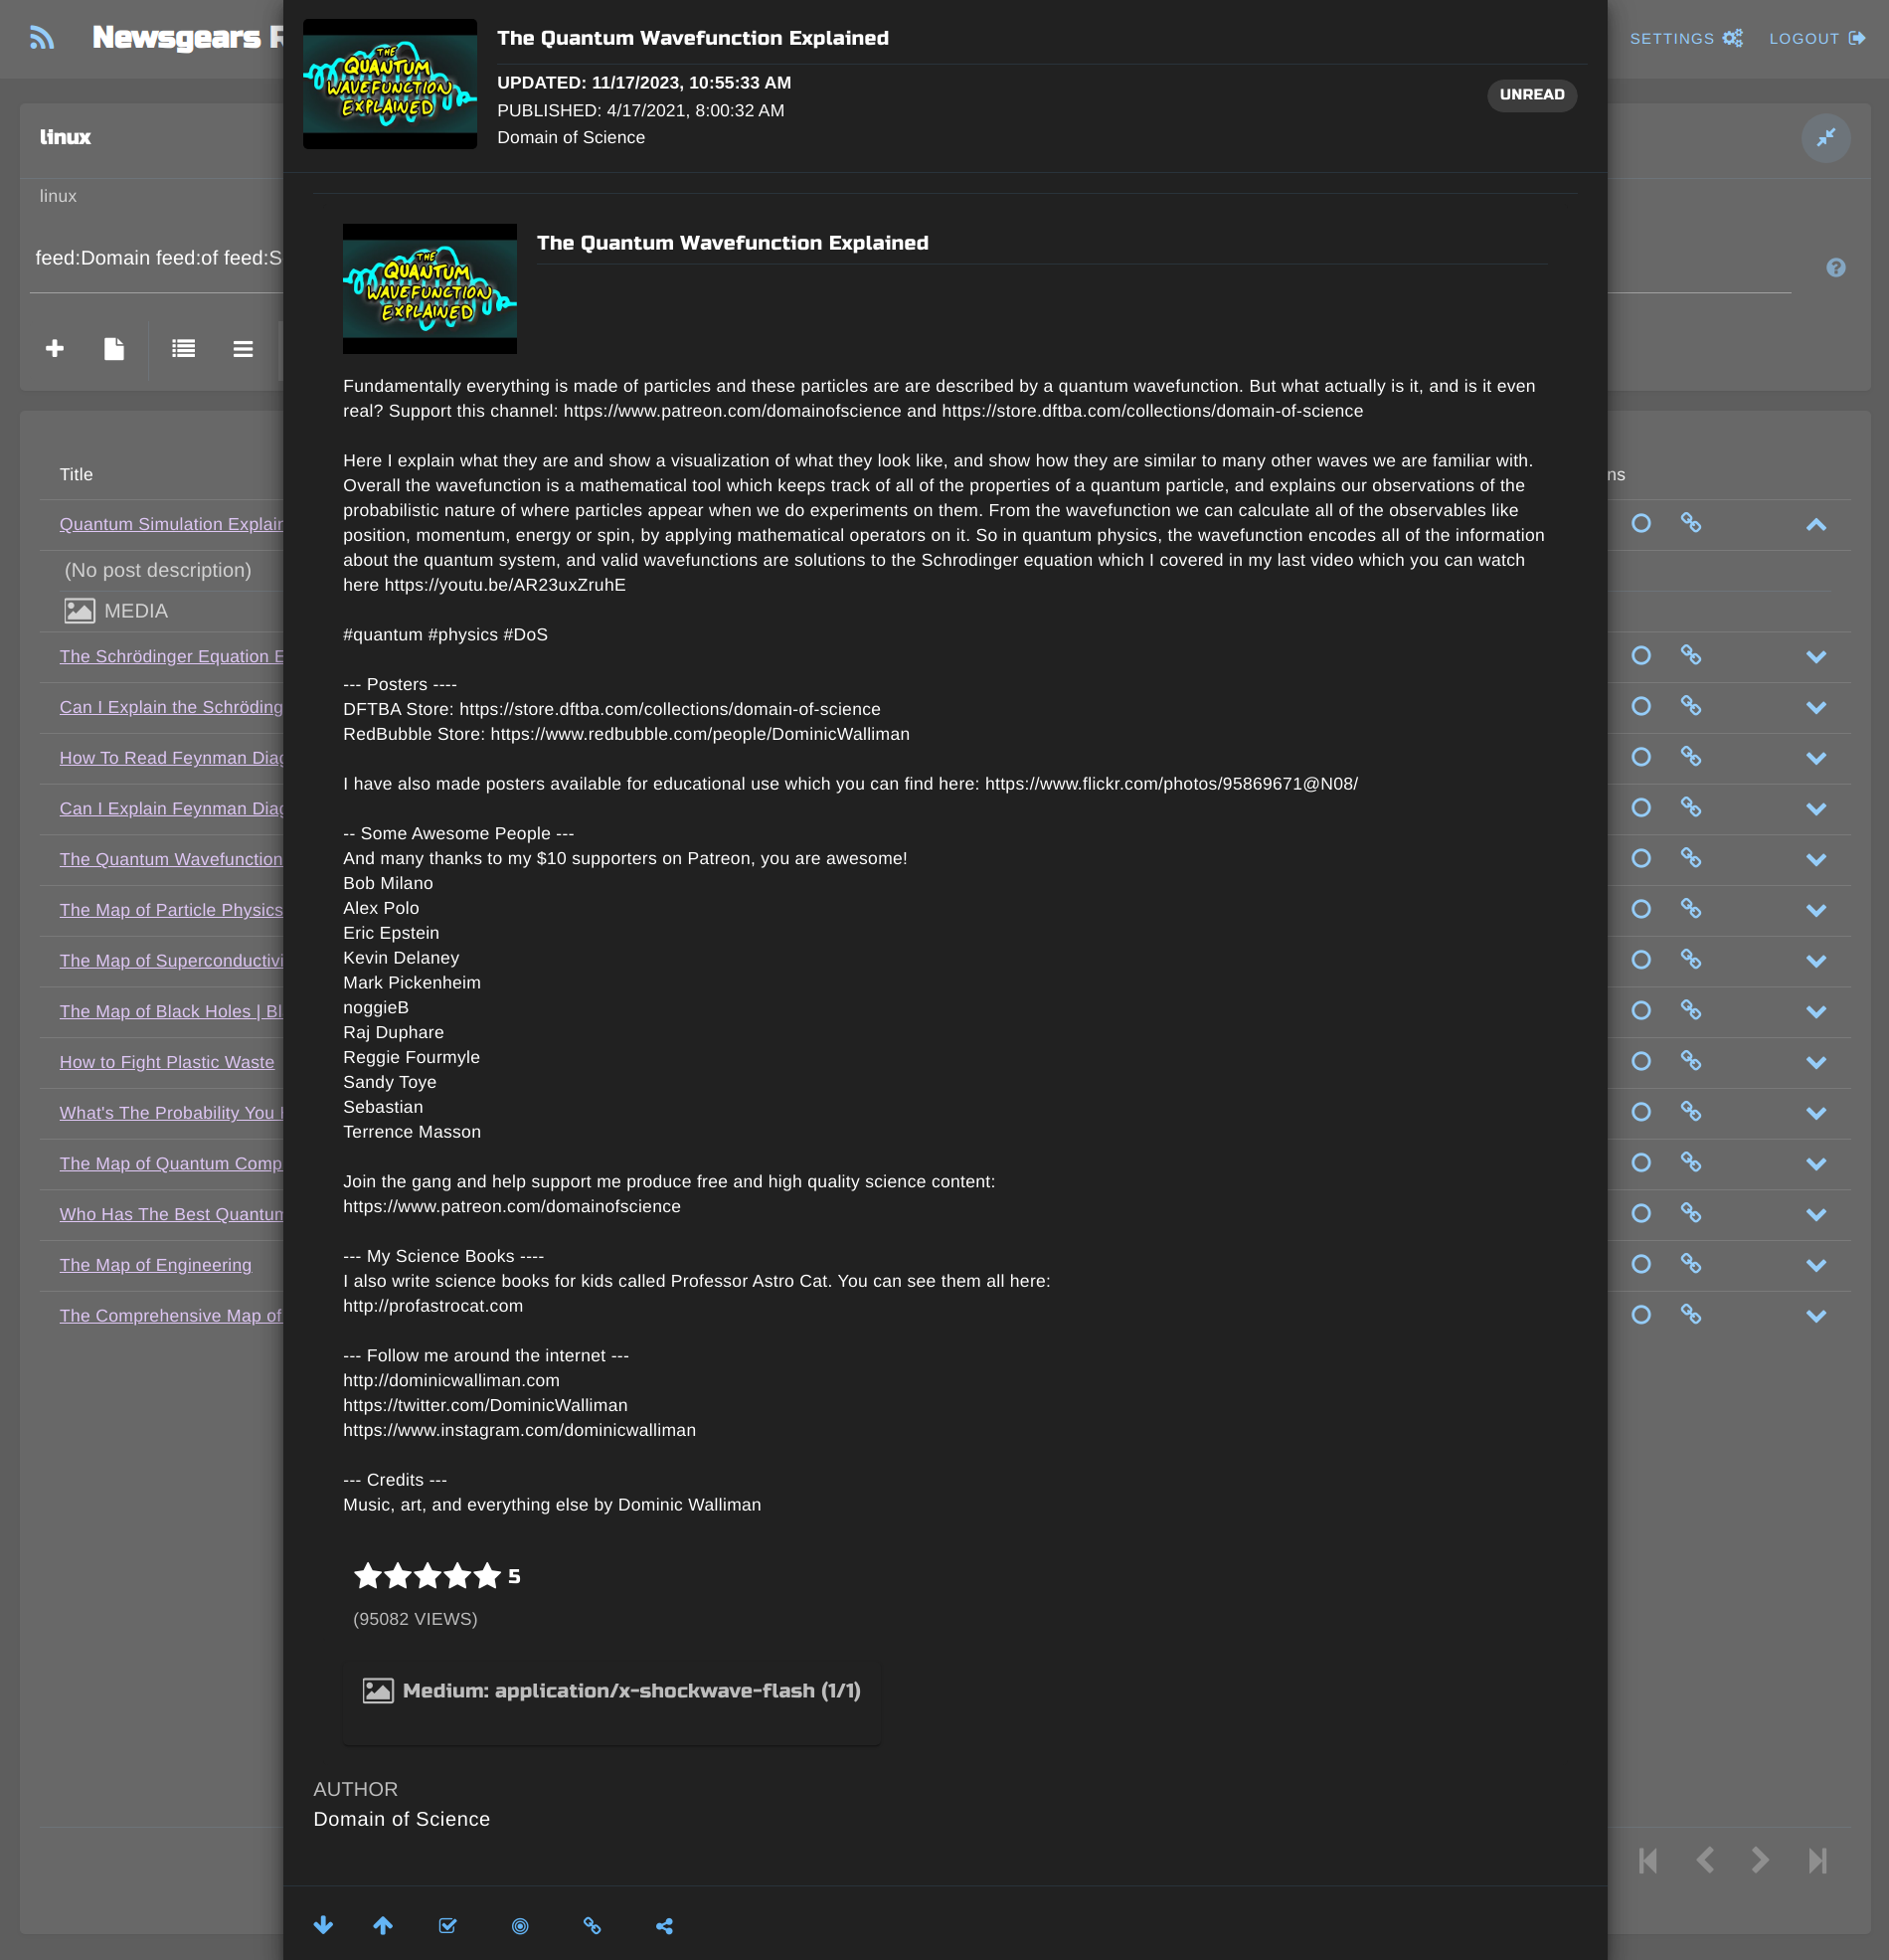 Newsgears R
SETTINGS
LOGOUT
linux
linux
feed:Domain feed:of feed:S
Title
ns
Quantum Simulation Explain
(No post description)
MEDIA
The Schrödinger Equation E
Can I Explain the Schröding
How To Read Feynman Diag
Can I Explain Feynman Diag
The Quantum Wavefunction
The Map of Particle Physics
The Map of Superconductivi
The Map of Black Holes | Bl
How to Fight Plastic Waste
What's The Probability You
The Map of Quantum Comp
Who Has The Best Quantum
The Map of Engineering
The Comprehensive Map of
THE
QUANTUM
WAVEFUNCTION
EXPLAINED
The Quantum Wavefunction Explained
UPDATED: 11/17/2023, 10:55:33 AM
PUBLISHED: 4/17/2021, 8:00:32 AM
Domain of Science
UNREAD
THE
QUANTUM
WAVEFUNCTION
EXPLAINED
The Quantum Wavefunction Explained
Fundamentally everything is made of particles and these particles are are described by a quantum wavefunction. But what actually is it, and is it even
real? Support this channel: https://www.patreon.com/domainofscience and https://store.dftba.com/collections/domain-of-science
Here I explain what they are and show a visualization of what they look like, and show how they are similar to many other waves we are familiar with.
Overall the wavefunction is a mathematical tool which keeps track of all of the properties of a quantum particle, and explains our observations of the
probabilistic nature of where particles appear when we do experiments on them. From the wavefunction we can calculate all of the observables like
position, momentum, energy or spin, by applying mathematical operators on it. So in quantum physics, the wavefunction encodes all of the information
about the quantum system, and valid wavefunctions are solutions to the Schrodinger equation which I covered in my last video which you can watch
here https://youtu.be/AR23uxZruhE
#quantum #physics #DoS
--- Posters ----
DFTBA Store: https://store.dftba.com/collections/domain-of-science
RedBubble Store: https://www.redbubble.com/people/DominicWalliman
I have also made posters available for educational use which you can find here: https://www.flickr.com/photos/95869671@N08/
-- Some Awesome People ---
And many thanks to my $10 supporters on Patreon, you are awesome!
Bob Milano
Alex Polo
Eric Epstein
Kevin Delaney
Mark Pickenheim
noggieB
Raj Duphare
Reggie Fourmyle
Sandy Toye
Sebastian
Terrence Masson
Join the gang and help support me produce free and high quality science content:
https://www.patreon.com/domainofscience
--- My Science Books ----
I also write science books for kids called Professor Astro Cat. You can see them all here:
http://profastrocat.com
--- Follow me around the internet ---
http://dominicwalliman.com
https://twitter.com/DominicWalliman
https://www.instagram.com/dominicwalliman
--- Credits ---
Music, art, and everything else by Dominic Walliman
5
(95082 VIEWS)
Medium: application/x-shockwave-flash (1/1)
AUTHOR
Domain of Science